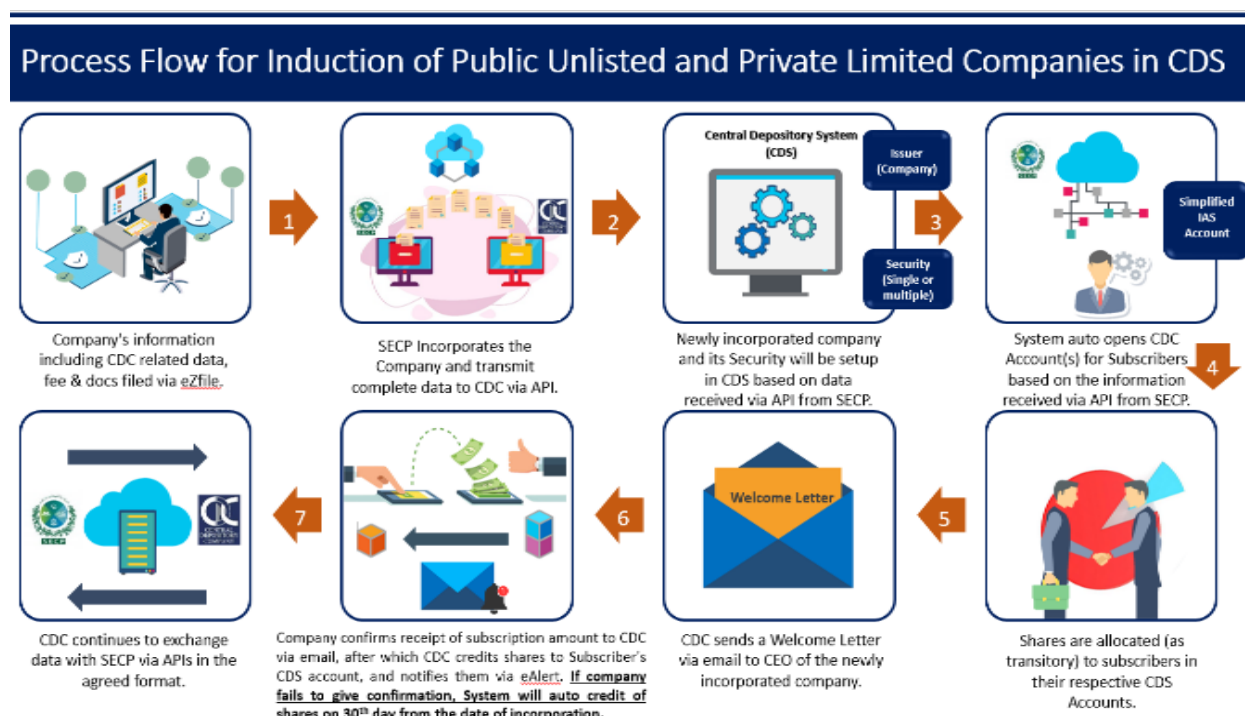 Process Flow for Induction of Public Unlisted and Private Limited Companies in CDS
1
Company's information
including CDC related data,
fee & docs filed via eZfile.
SECP
2
SECP Incorporates the
Company and transmit
complete data to CDC via API.
Central Depository System
(CDS)
Issuer
(Company)
Security
(Single or
multiple)
3
Newly incorporated company
and its Security will be setup
in CDS based on data
received via API from SECP.
SECP
Simplified
IAS
Account
System auto opens CDC
Account(s) for Subscribers
based on the information
received via API from SECP.
4
Shares are allocated (as
transitory) to subscribers in
their respective CDS
Accounts.
5
Welcome Letter
CDC sends a Welcome Letter
via email to CEO of the newly
incorporated company.
6
Company confirms receipt of subscription amount to CDC
via email, after which CDC credits shares to Subscriber's
CDS account, and notifies them via eAlert. If company
fails to give confirmation, System will auto credit of
shares on 30th day from the date of incorporation.
7
SECP
CENTRAL
DEPOSITORY
COMPANY
CDC continues to exchange
data with SECP via APIs in the
agreed format.